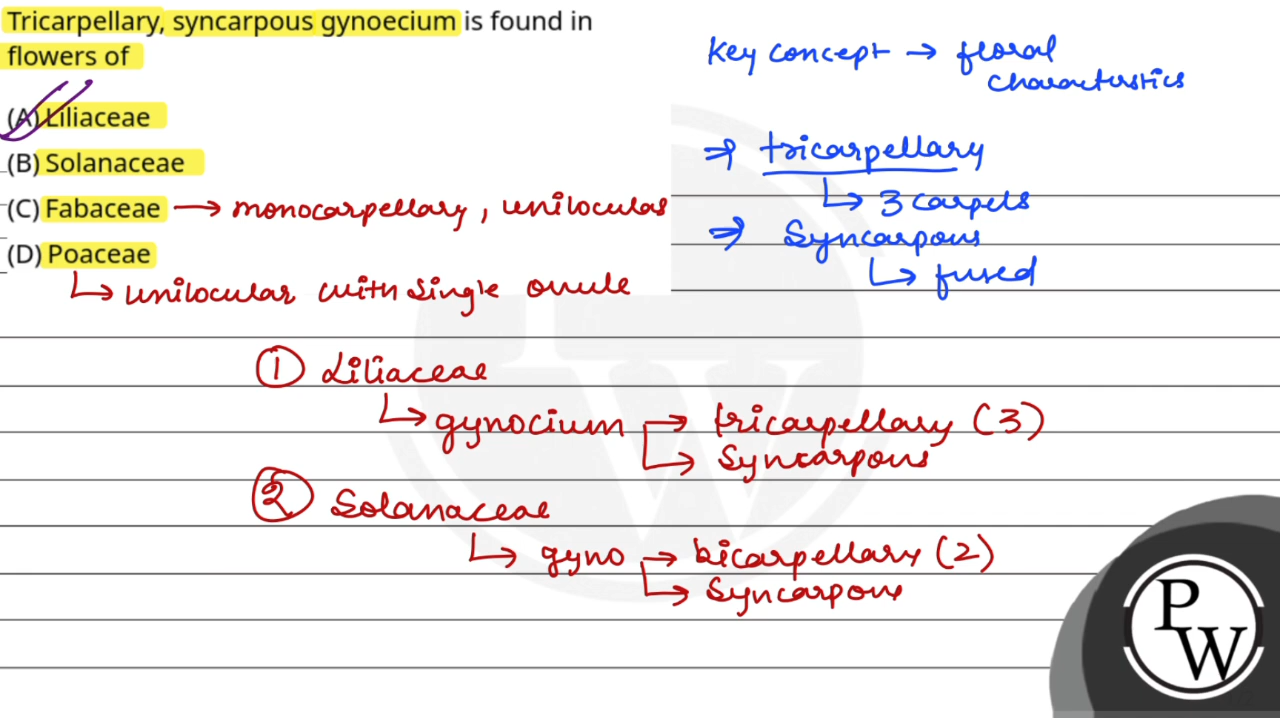 Tricarpellary, syncarpous gynoecium is found in
flowers of
(A) Liliaceae
(B) Solanaceae
(C) Fabaceae → monocarpellary, unilocular
(D) Poaceae
↳ unilocular with single ovule
Key concept → floral
characterstics
⇒ tricarpellary
↳ 3 carpels
⇒ Syncarpous
↳ fused
① Liliaceae
↳ gynocium → tricarpellary (3)
→ Syncarpous
② Solanaceae
↳ gyno → bicarpellary (2)
→ Syncarpous
P
W